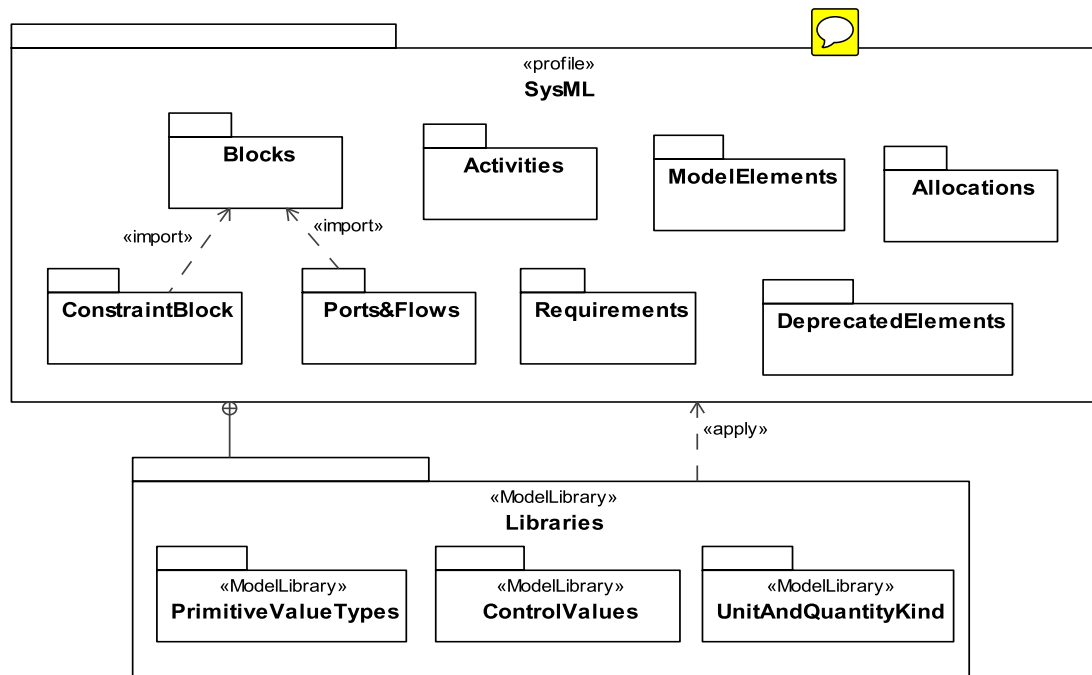 «profile»
SysML
Blocks
Activities
ModelElements
Allocations
«import»
«import»
ConstraintBlock
Ports&Flows
Requirements
DeprecatedElements
«apply»
«ModelLibrary»
Libraries
«ModelLibrary»
PrimitiveValueTypes
«ModelLibrary»
ControlValues
«ModelLibrary»
UnitAndQuantityKind